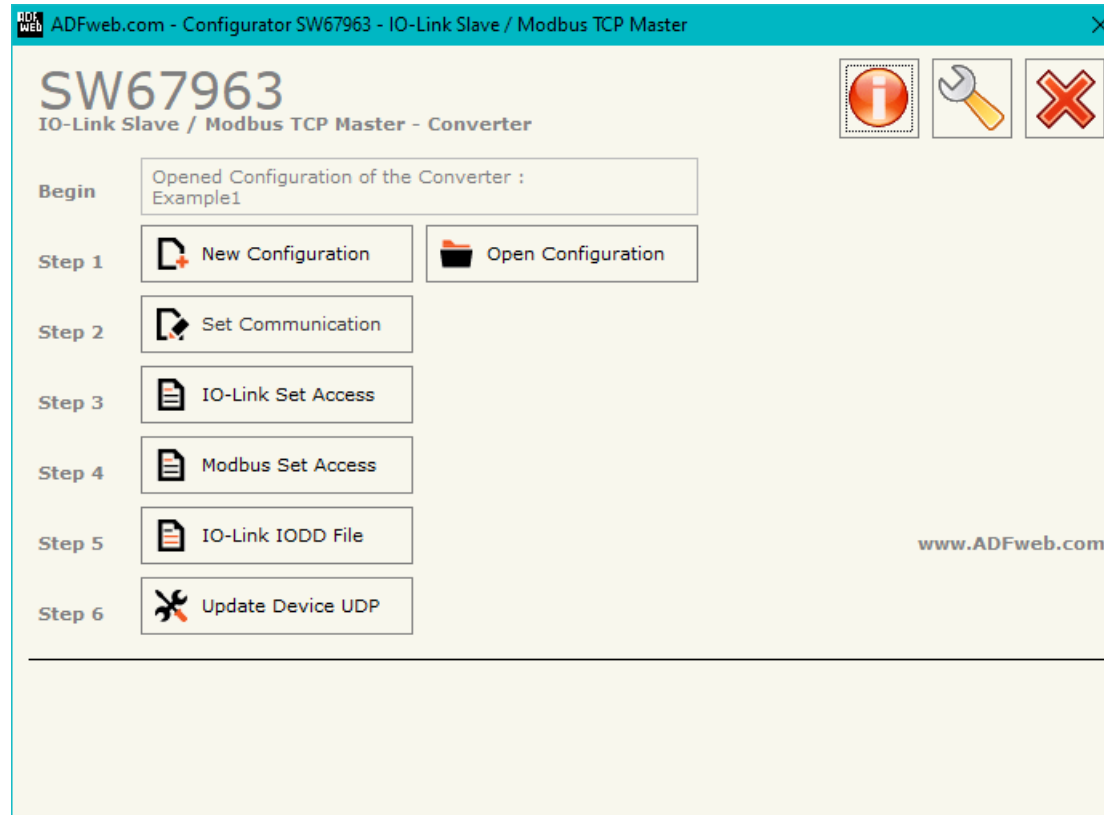 ADF
WEB
ADFweb.com - Configurator SW67963 - IO-Link Slave / Modbus TCP Master
SW67963
IO-Link Slave / Modbus TCP Master - Converter
Begin
Opened Configuration of the Converter :
Example1
Step 1
New Configuration
Open Configuration
Step 2
Set Communication
Step 3
IO-Link Set Access
Step 4
Modbus Set Access
Step 5
IO-Link IODD File
www.ADFweb.com
Step 6
Update Device UDP